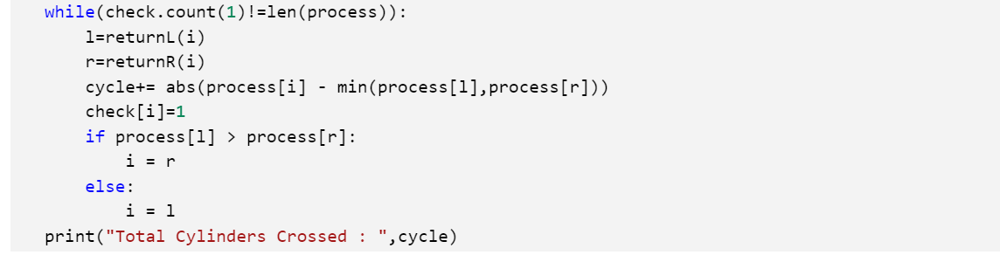 while(check.count(1)!=len(process)):
    l=returnL(i)
    r=returnR(i)
    cycle+= abs(process[i] - min(process[l],process[r]))
    check[i]=1
    if process[l] > process[r]:
        i = r
    else:
        i = l
print("Total Cylinders Crossed : ",cycle)